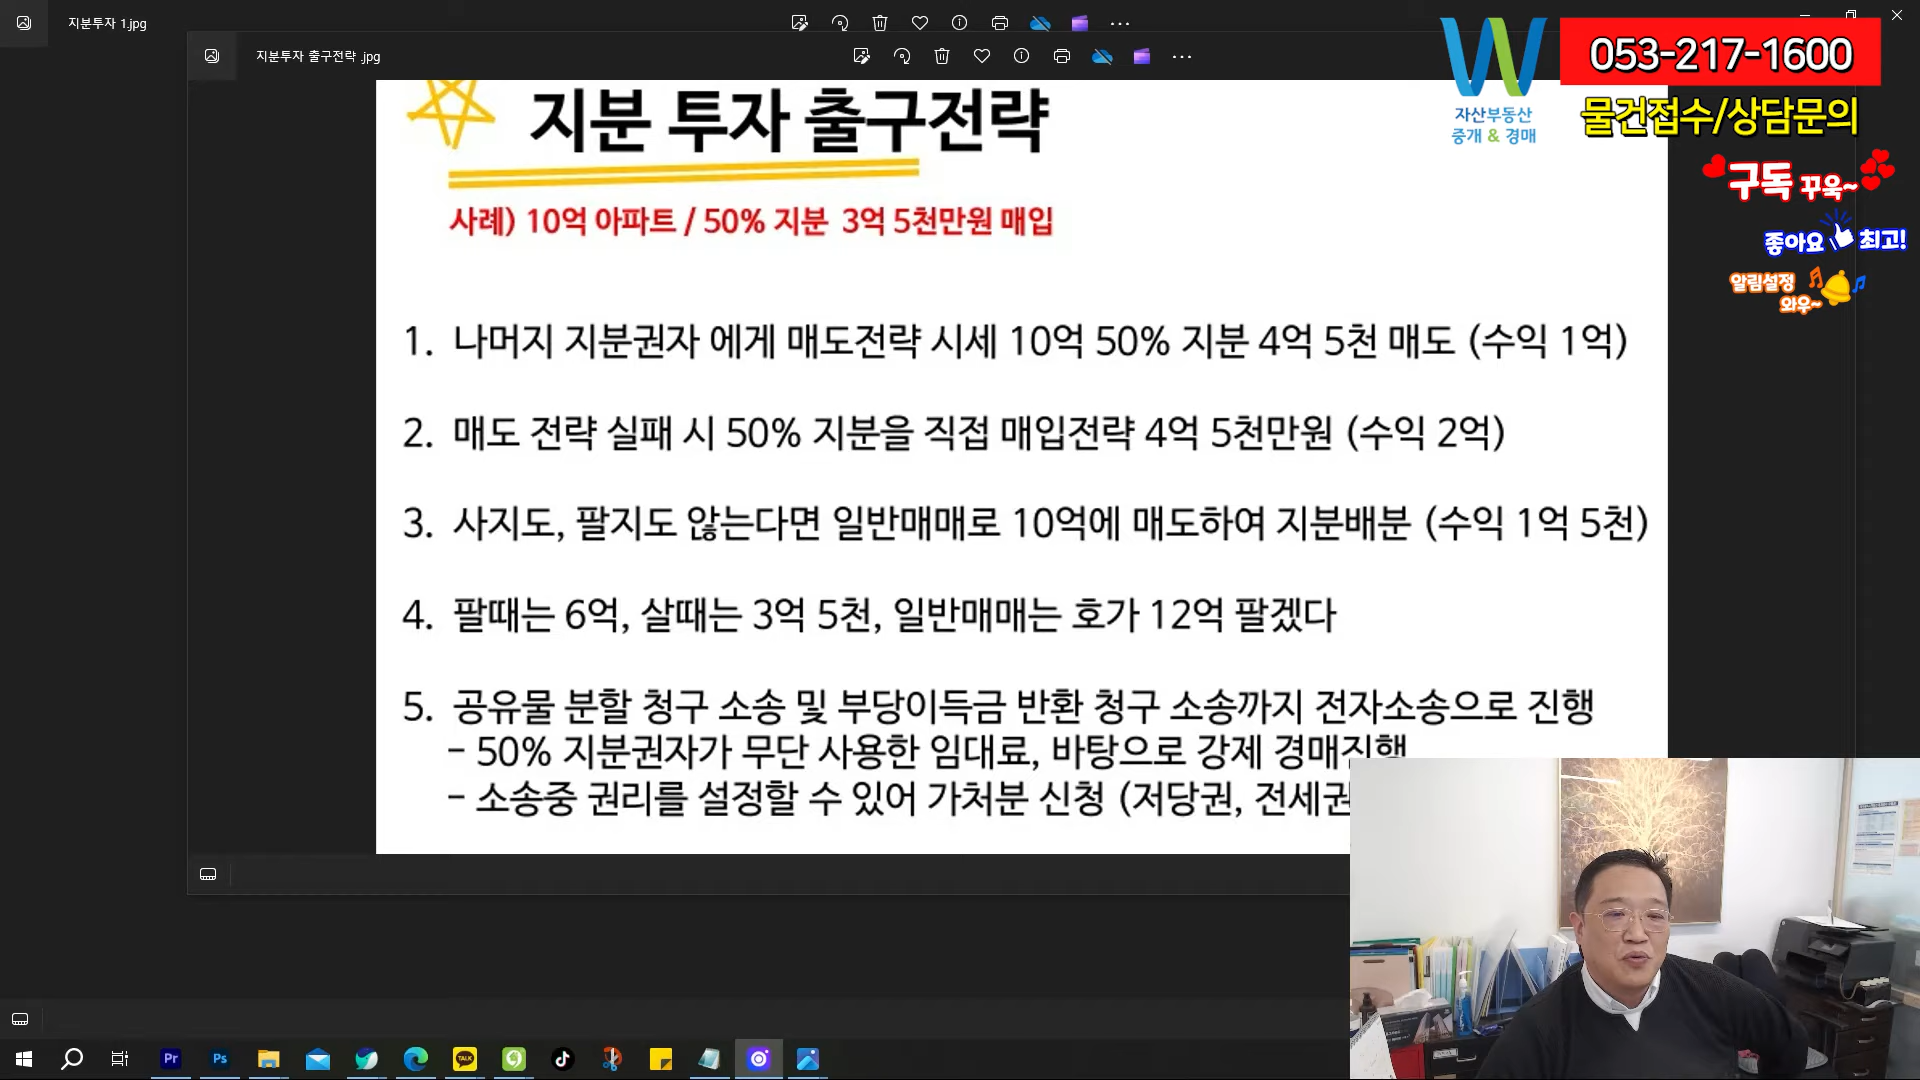 지분투자 1.jpg
지분투자 출구전략 .jpg
지분 투자 출구전략
사례) 10억 아파트 / 50% 지분 3억 5천만원 매입
1. 나머지 지분권자 에게 매도전략 시세 10억 50% 지분 4억 5천 매도 (수익 1억)
2. 매도 전략 실패 시 50% 지분을 직접 매입전략 4억 5천만원 (수익 2억)
3. 사지도, 팔지도 않는다면 일반매매로 10억에 매도하여 지분배분 (수익 1억 5천)
4. 팔때는 6억, 살때는 3억 5천, 일반매매는 호가 12억 팔겠다
5. 공유물 분할 청구 소송 및 부당이득금 반환 청구 소송까지 전자소송으로 진행
- 50% 지분권자가 무단 사용한 임대료, 바탕으로 강제 경매진행
- 소송중 권리를 설정할 수 있어 가처분 신청 (저당권, 전세권
W
자산부동산
중개 & 경매
053-217-1600
물건접수/상담문의
구독 꾸욱~
좋아요 최고!
알림설정
와우~
Pr
Ps
TALK